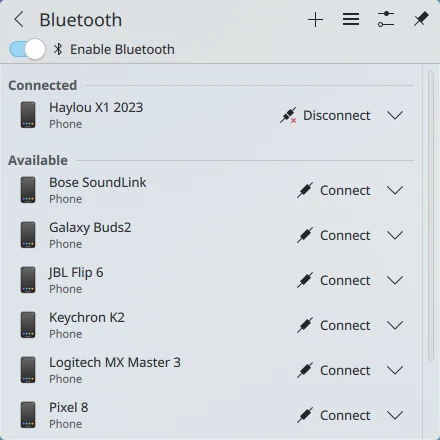 Bluetooth
Enable Bluetooth
Connected
Haylou X1 2023
Phone
Disconnect
Available
Bose SoundLink
Phone
Connect
Galaxy Buds2
Phone
Connect
JBL Flip 6
Phone
Connect
Keychron K2
Phone
Connect
Logitech MX Master 3
Phone
Connect
Pixel 8
Phone
Connect